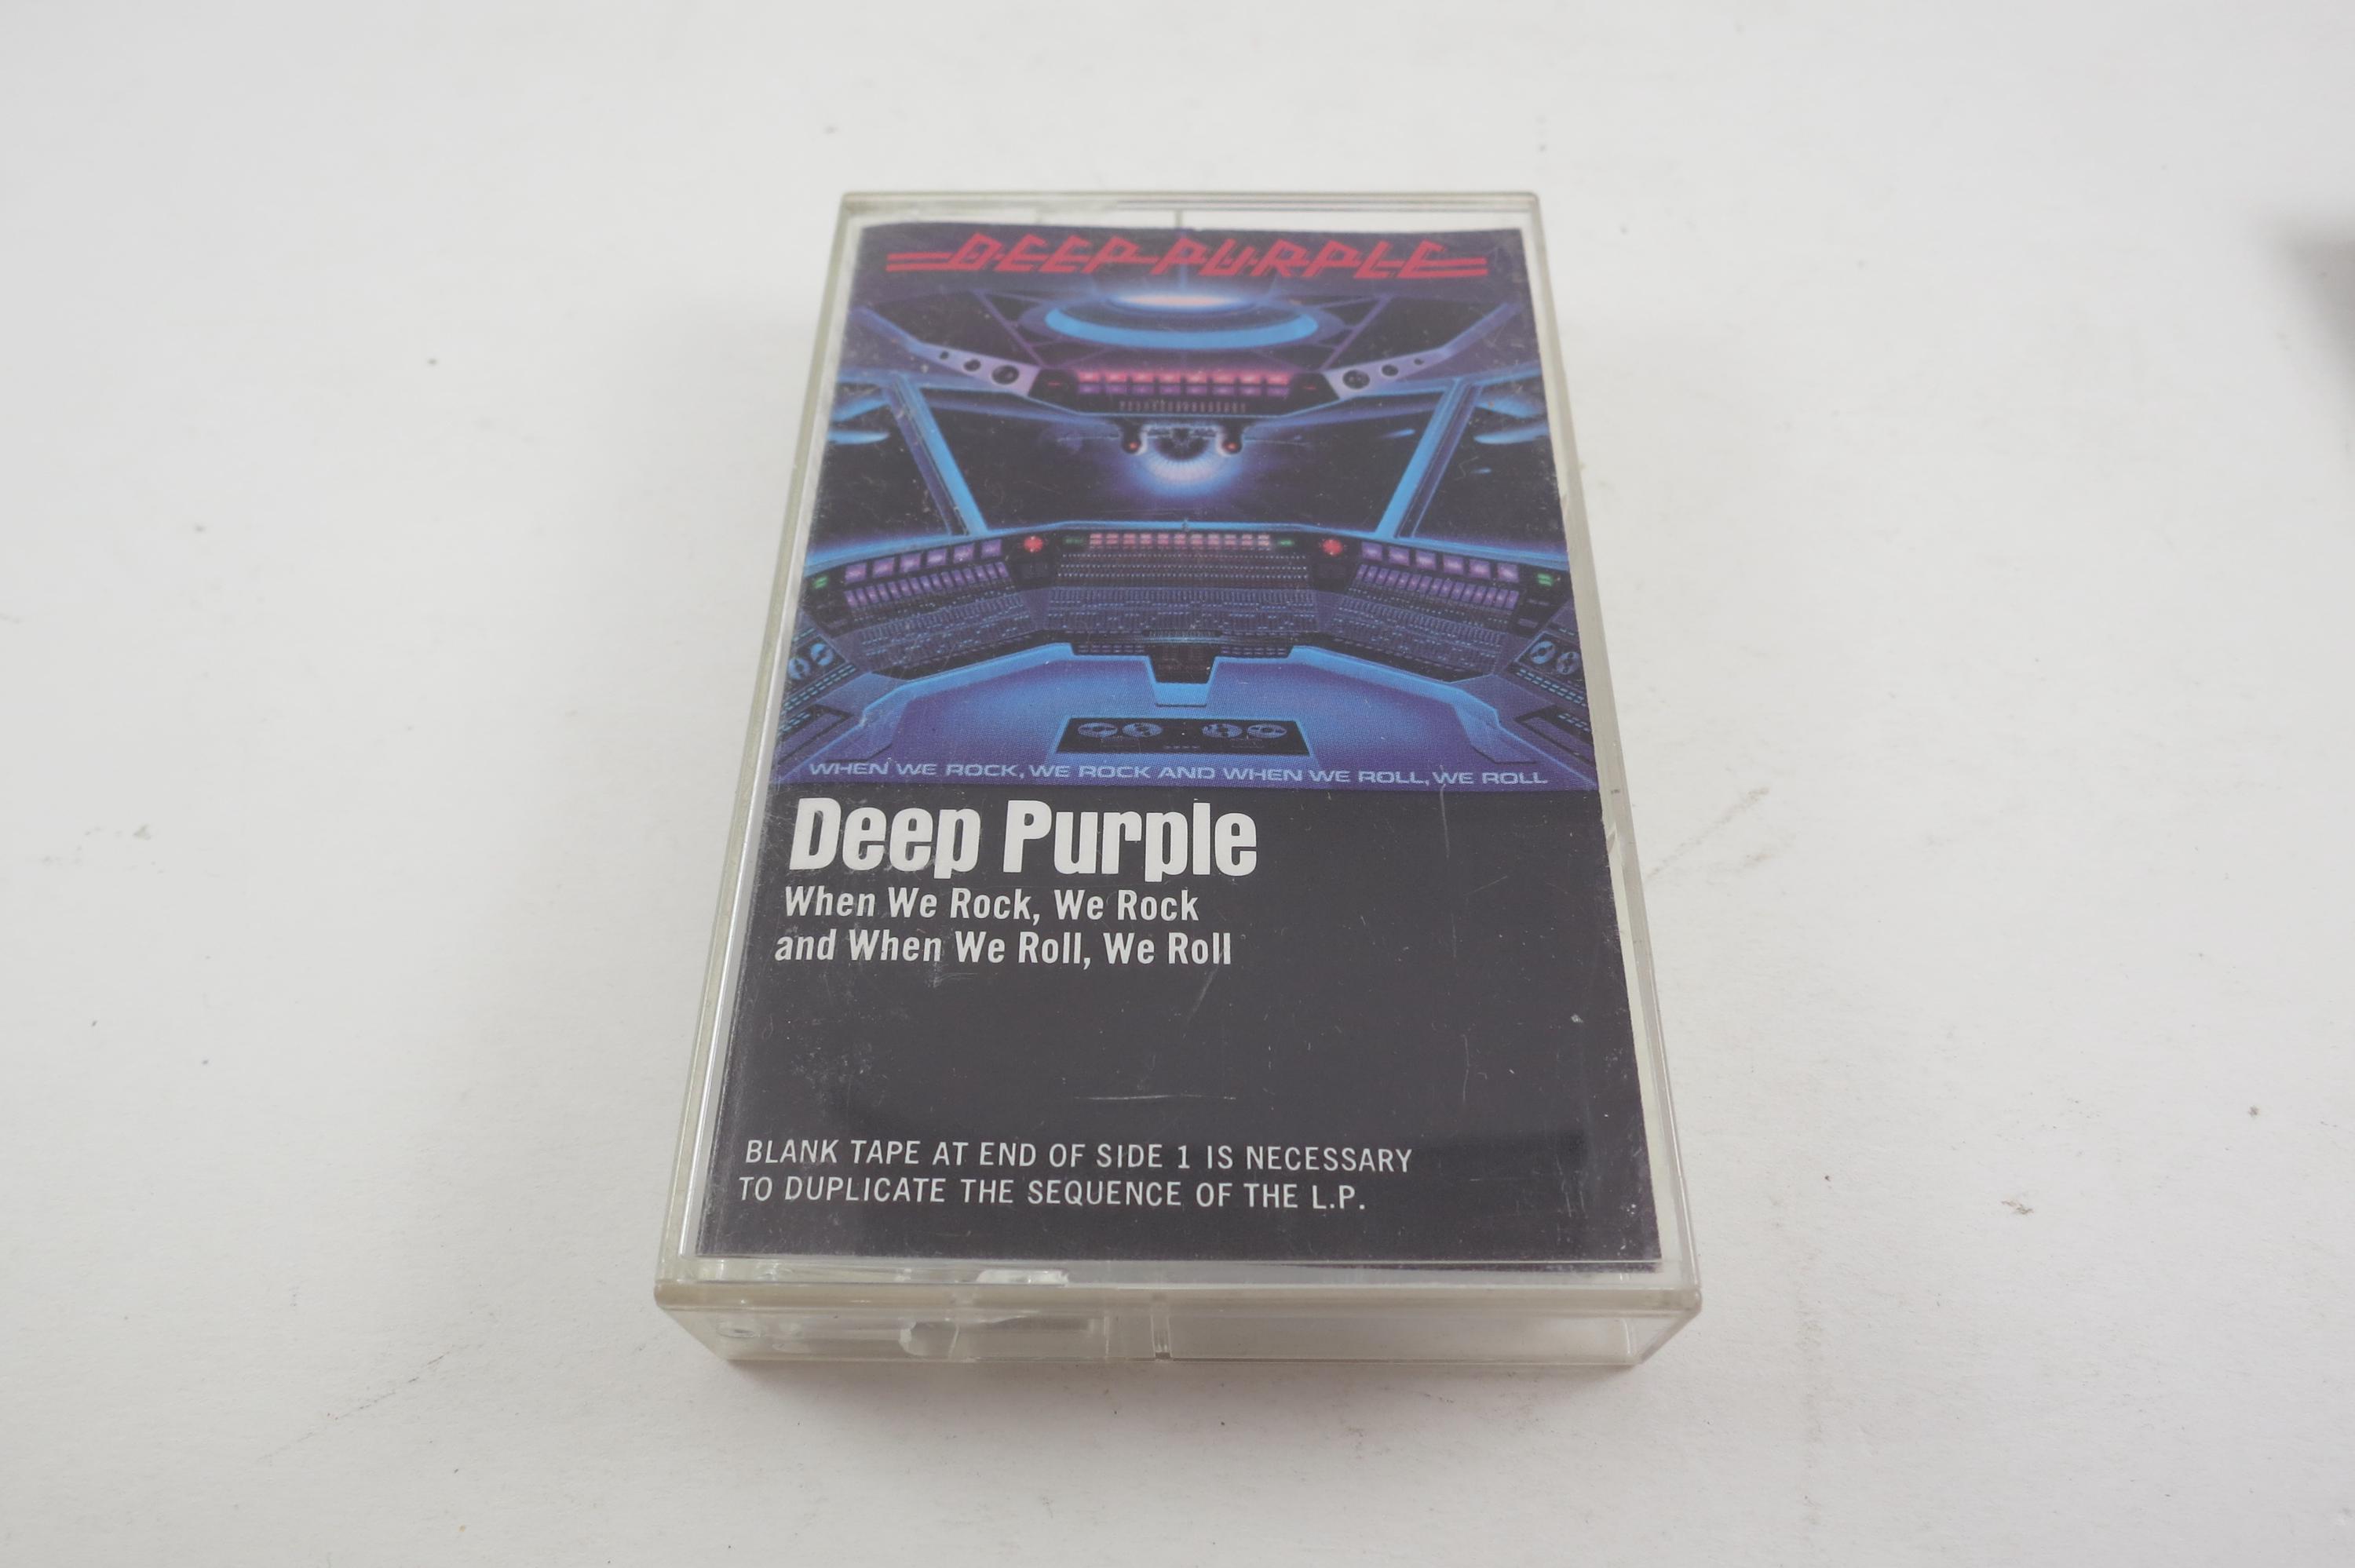 DEEP PURPLE
WHEN WE ROCK, WE ROCK AND WHEN WE ROLL, WE ROLL
Deep Purple
When We Rock, We Rock
and When We Roll, We Roll
BLANK TAPE AT END OF SIDE 1 IS NECESSARY
TO DUPLICATE THE SEQUENCE OF THE L.P.